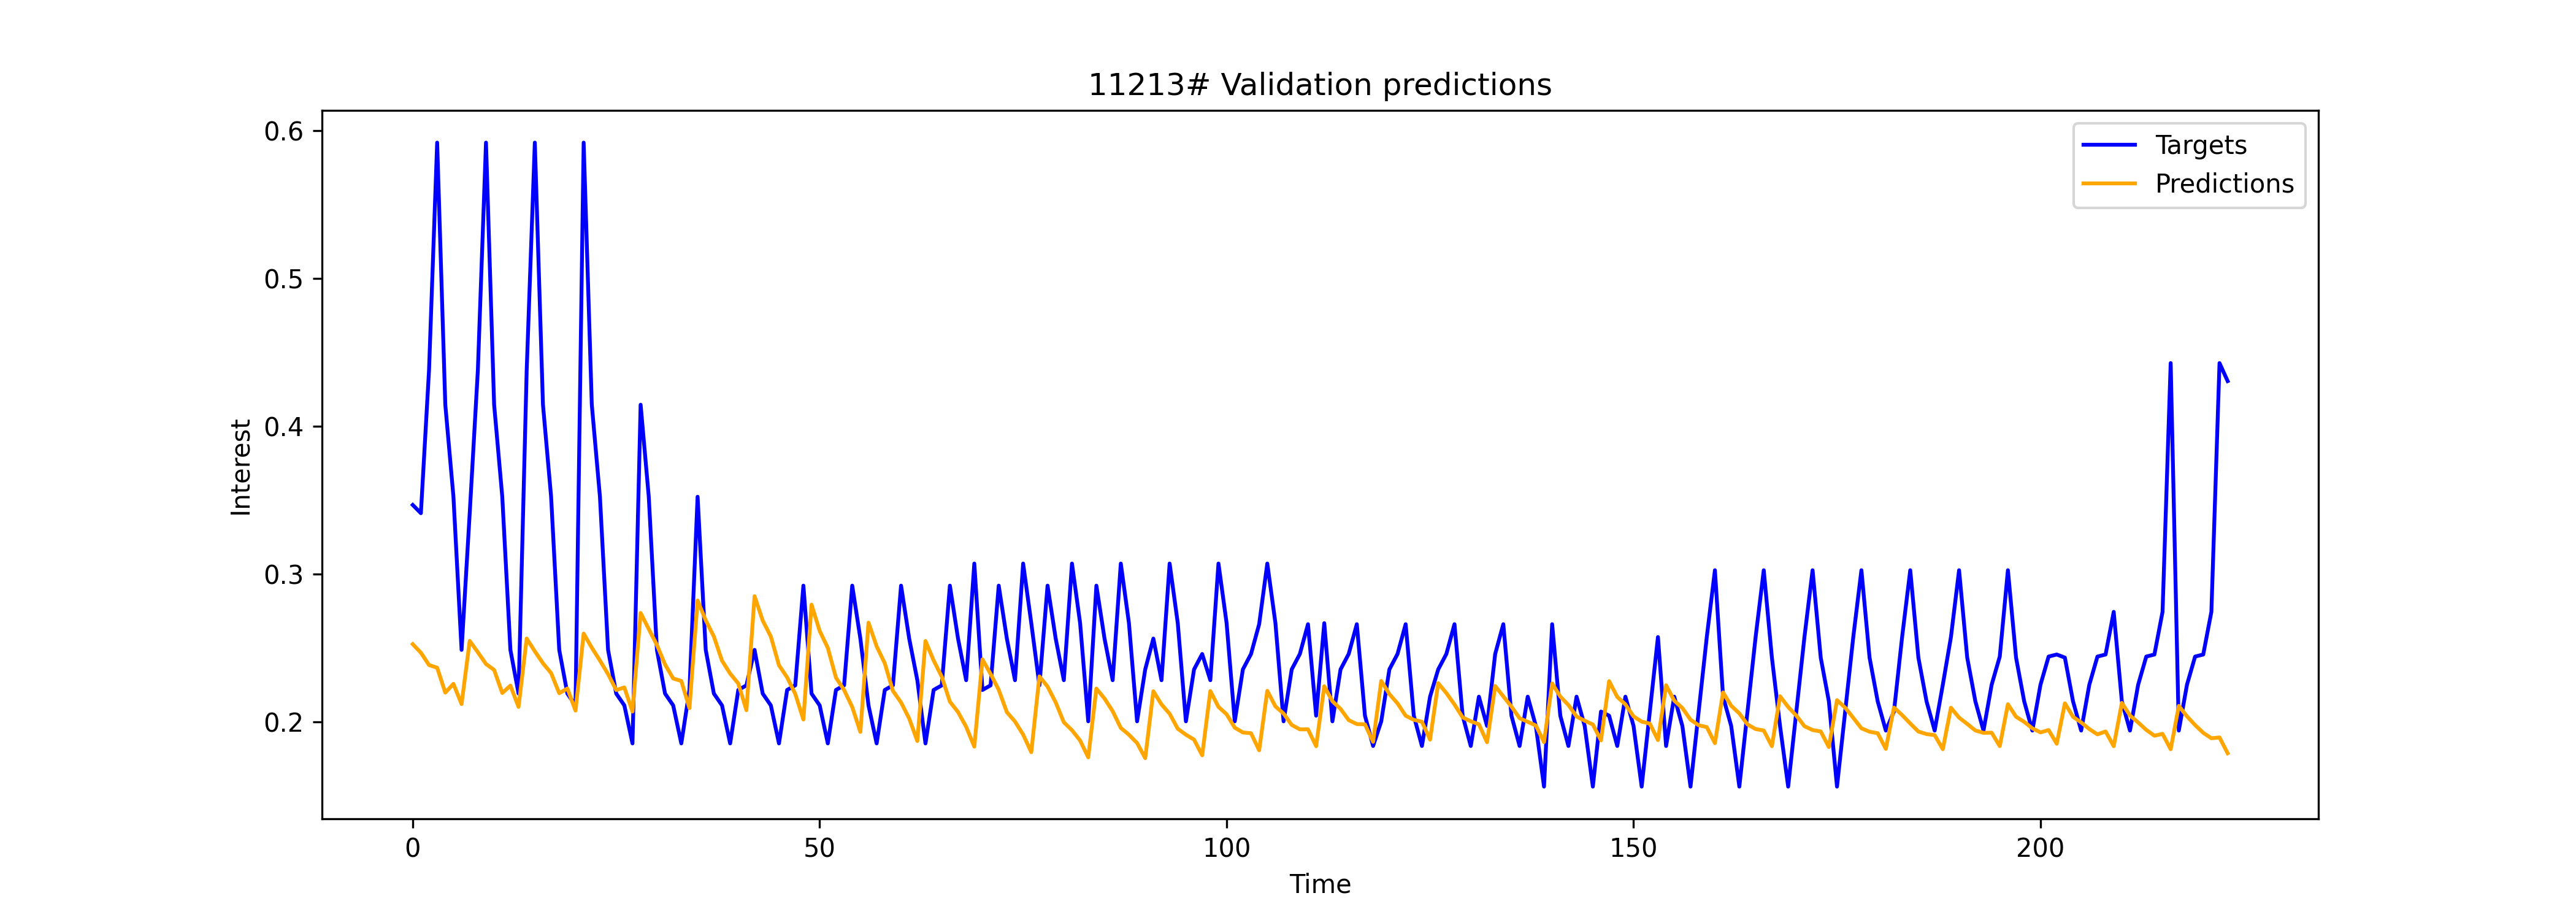 11213# Validation predictions
Targets
Predictions
Interest
0.6
0.5
0.4
0.3
0.2
0 50 100 150 200
Time